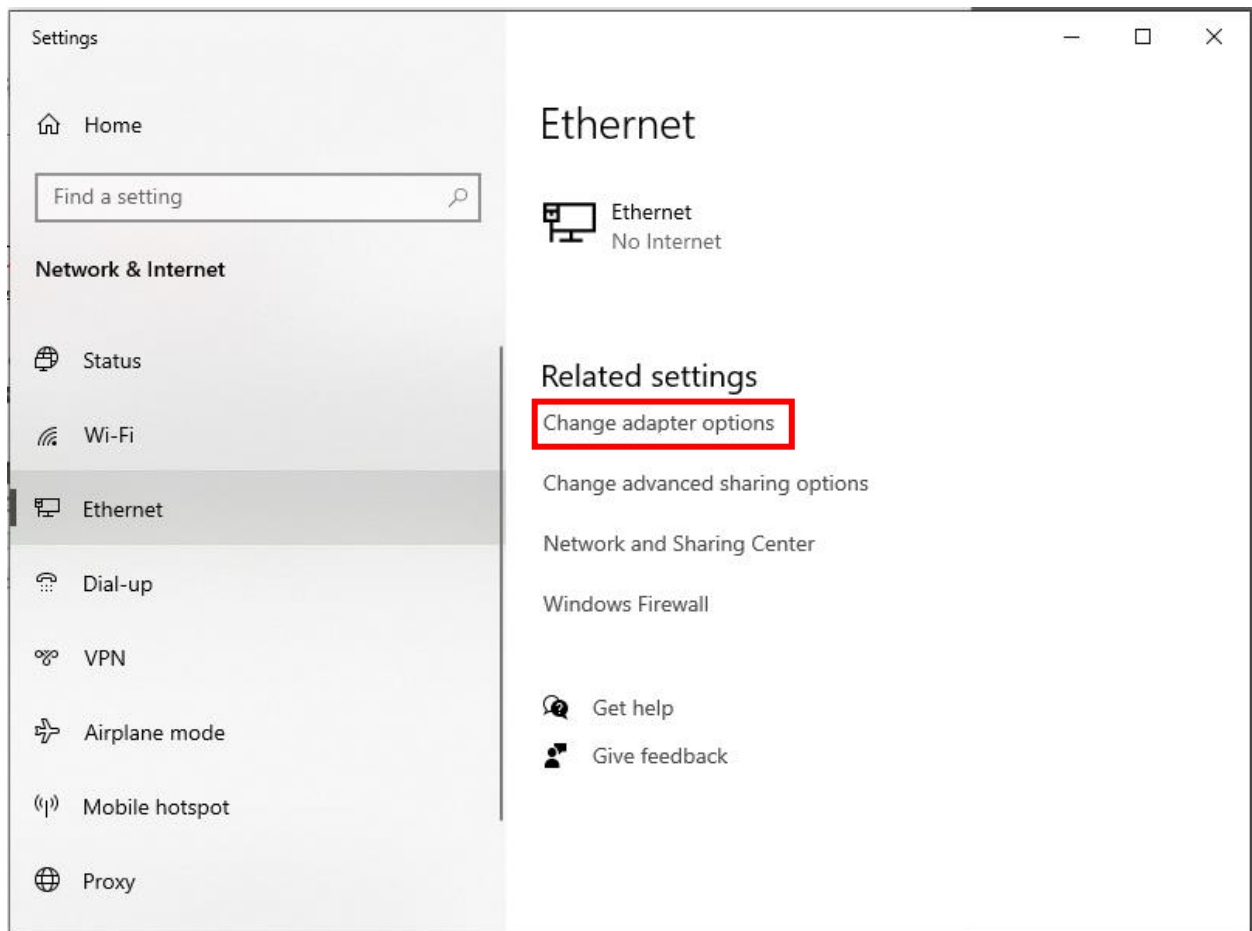 Settings
Home
Find a setting
Network & Internet
Status
Wi-Fi
Ethernet
Dial-up
VPN
Airplane mode
Mobile hotspot
Proxy
Ethernet
Ethernet
No Internet
Related settings
Change adapter options
Change advanced sharing options
Network and Sharing Center
Windows Firewall
Get help
Give feedback